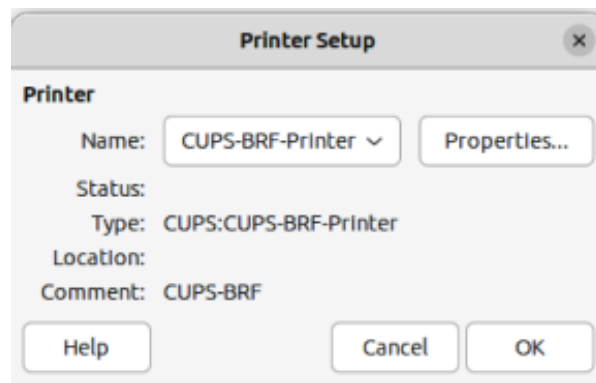 Printer Setup
Printer
Name: CUPS-BRF-Printer Properties...
Status:
Type: CUPS:CUPS-BRF-Printer
Location:
Comment: CUPS-BRF
Help Cancel OK